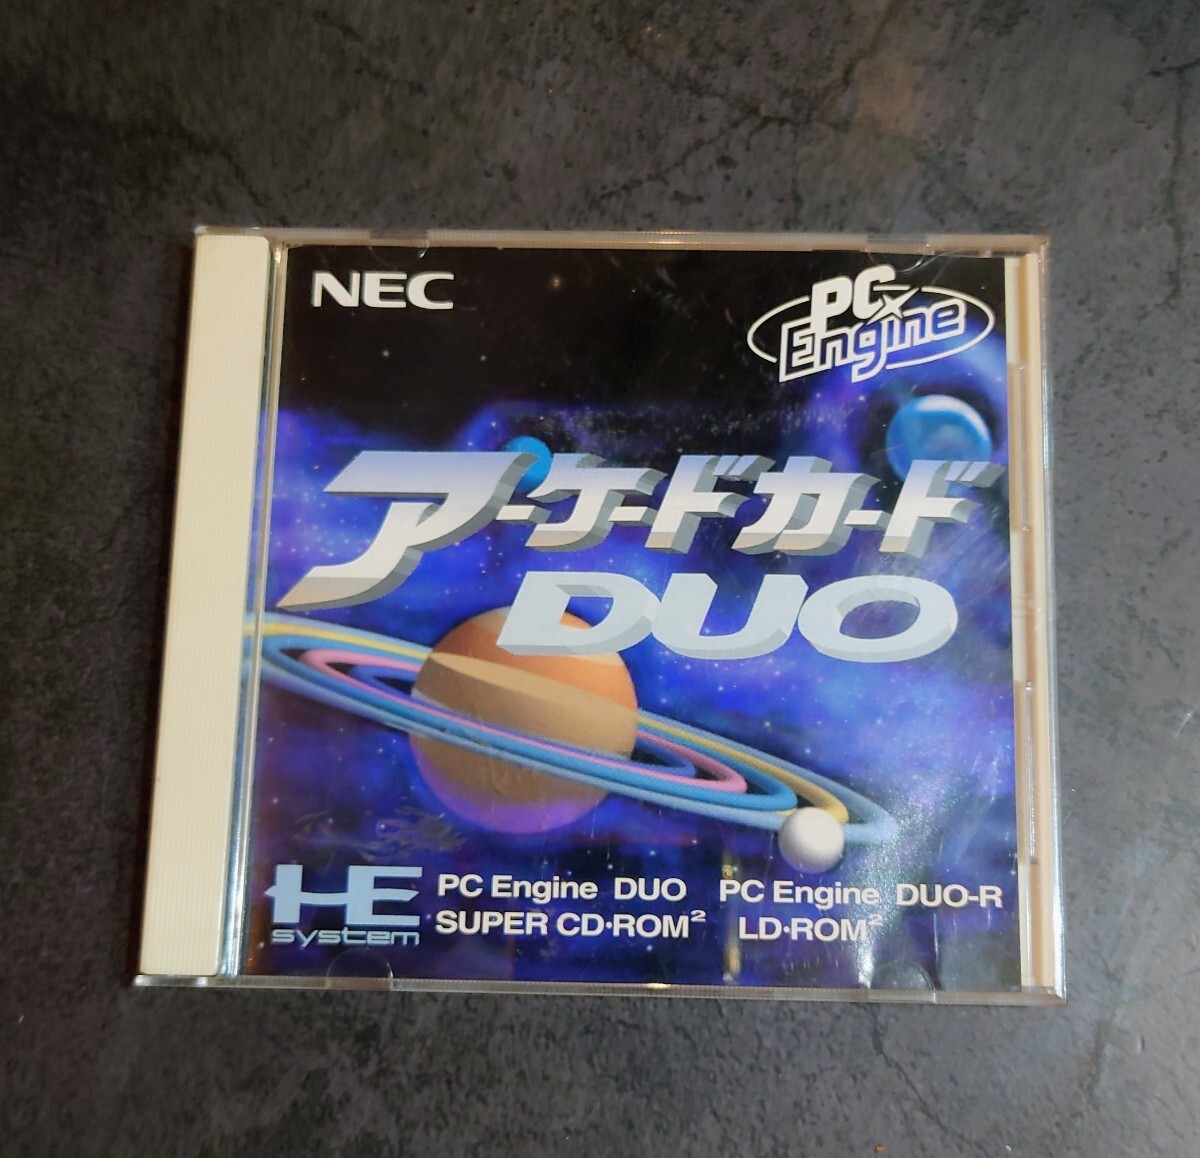 NEC
PC Engine
アーケードカード
DUO
HE system
PC Engine DUO PC Engine DUO-R
SUPER CD·ROM² LD·ROM²